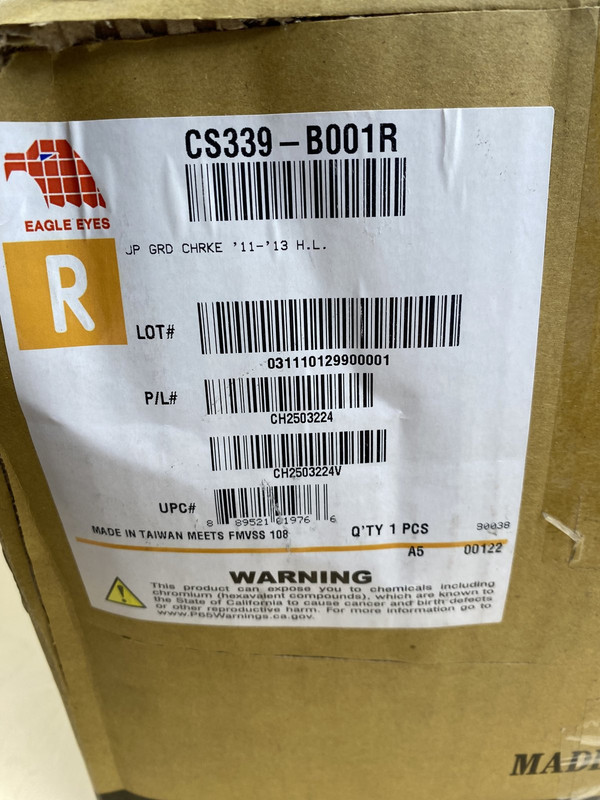 CS339-B001R
EAGLE EYES
JP GRD CHRKE '11-'13 H.L.
R
LOT#
031110129900001
P/L#
CH2503224
CH2503224V
UPC#
8 89521 01976 6
MADE IN TAIWAN MEETS FMVSS 108
Q'TY 1 PCS
90038
A5 00122
WARNING
This product can expose you to chemicals including
chromium (hexavalent compounds), which are known to
the State of California to cause cancer and birth defects
or other reproductive harm. For more information go to
www.P65Warnings.ca.gov.